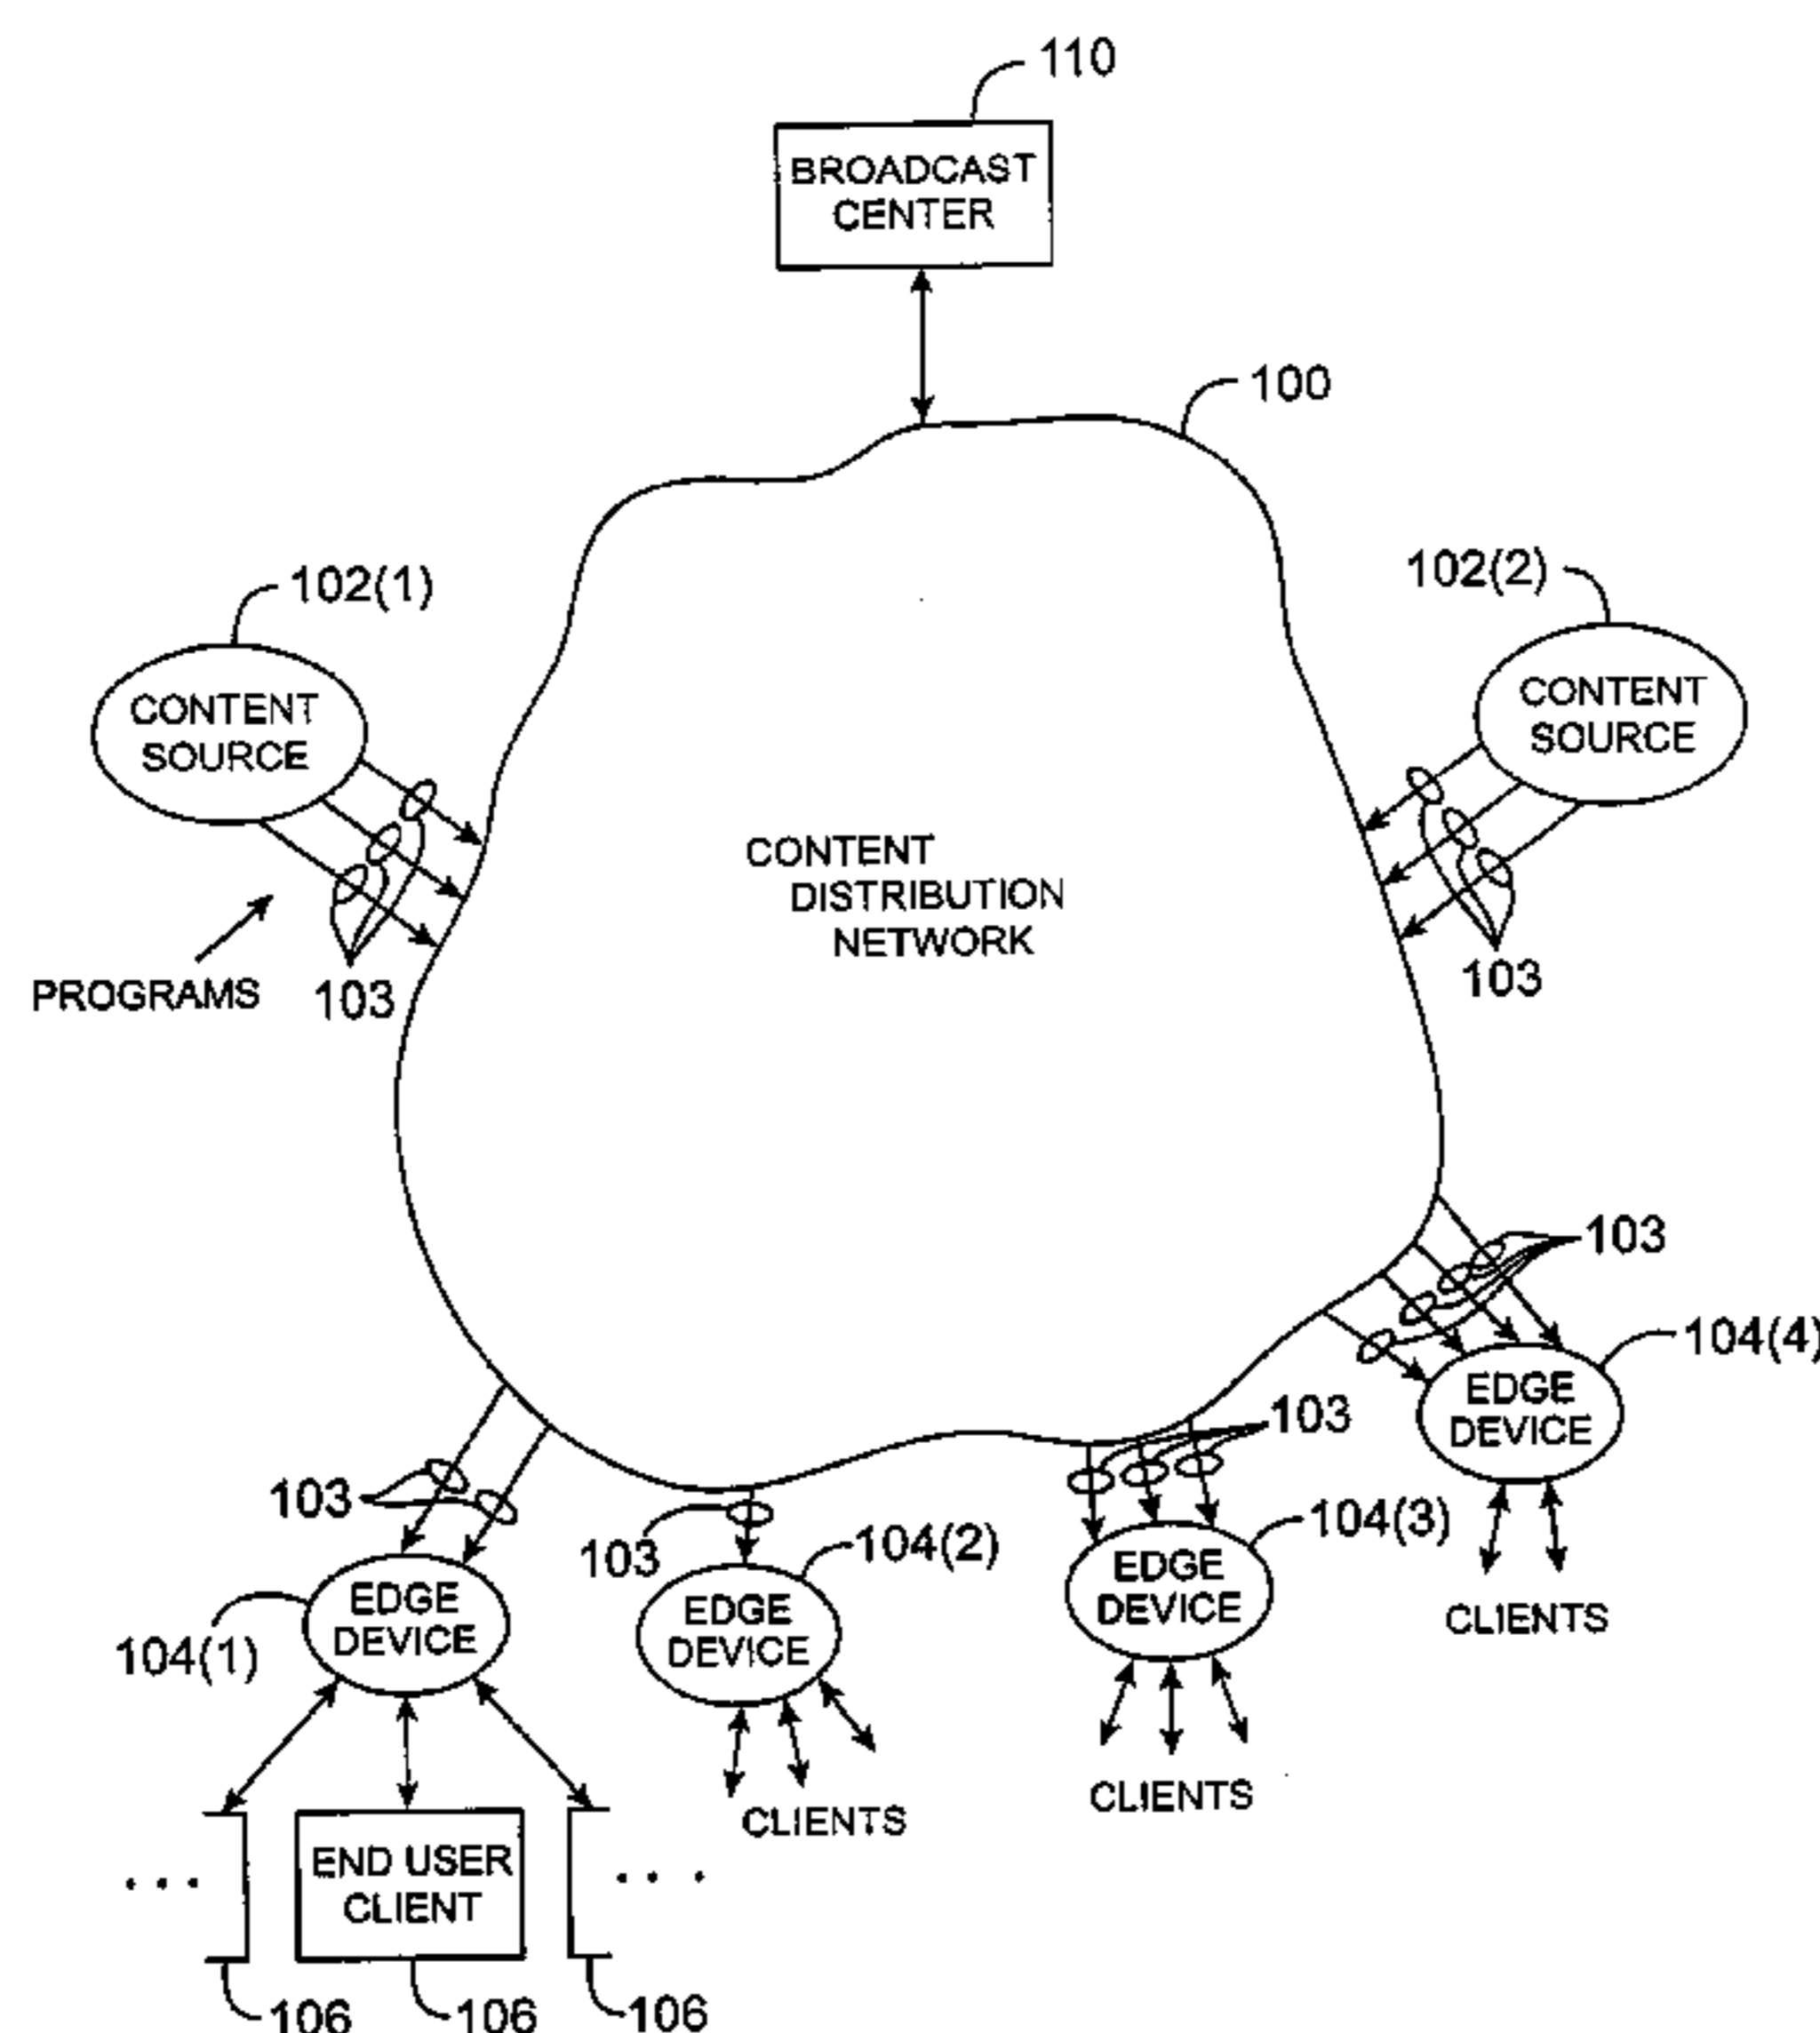 110
BROADCAST
CENTER
100
102(1)
102(2)
CONTENT
SOURCE
CONTENT
SOURCE
CONTENT
DISTRIBUTION
NETWORK
PROGRAMS
103
103
103
104(4)
EDGE
DEVICE
103
103
103
104(3)
104(2)
EDGE
DEVICE
EDGE
DEVICE
EDGE
DEVICE
104(1)
CLIENTS
CLIENTS
CLIENTS
END USER
CLIENT
106
106
106